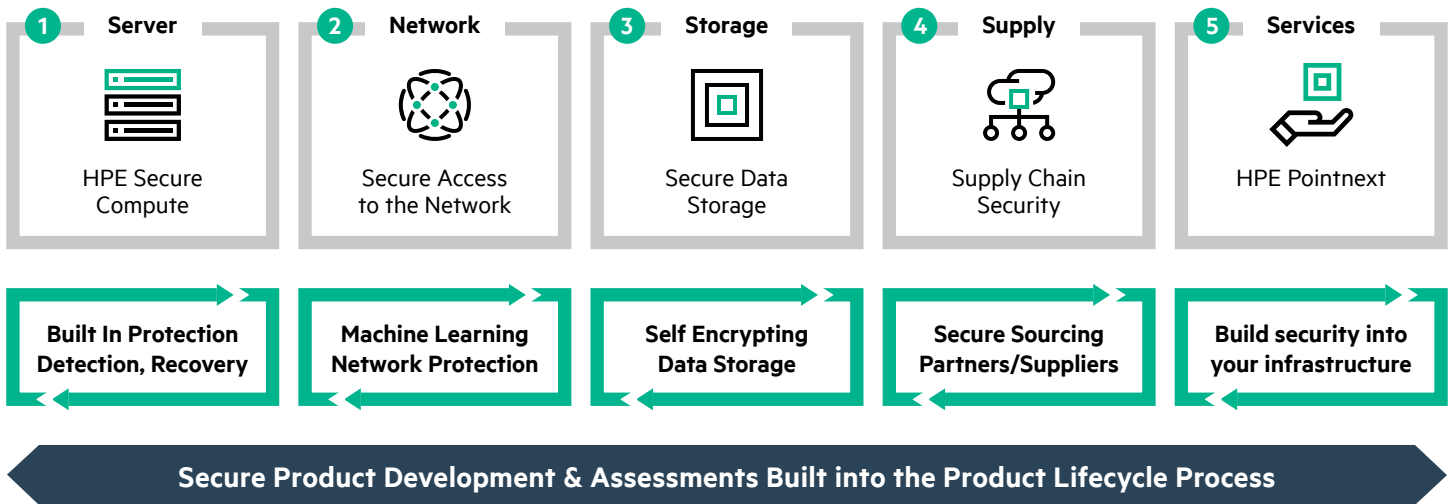 1 Server
HPE Secure
Compute
2 Network
Secure Access
to the Network
3 Storage
Secure Data
Storage
4 Supply
Supply Chain
Security
5 Services
HPE Pointnext
Built In Protection
Detection, Recovery
Machine Learning
Network Protection
Self Encrypting
Data Storage
Secure Sourcing
Partners/Suppliers
Build security into
your infrastructure
Secure Product Development & Assessments Built into the Product Lifecycle Process